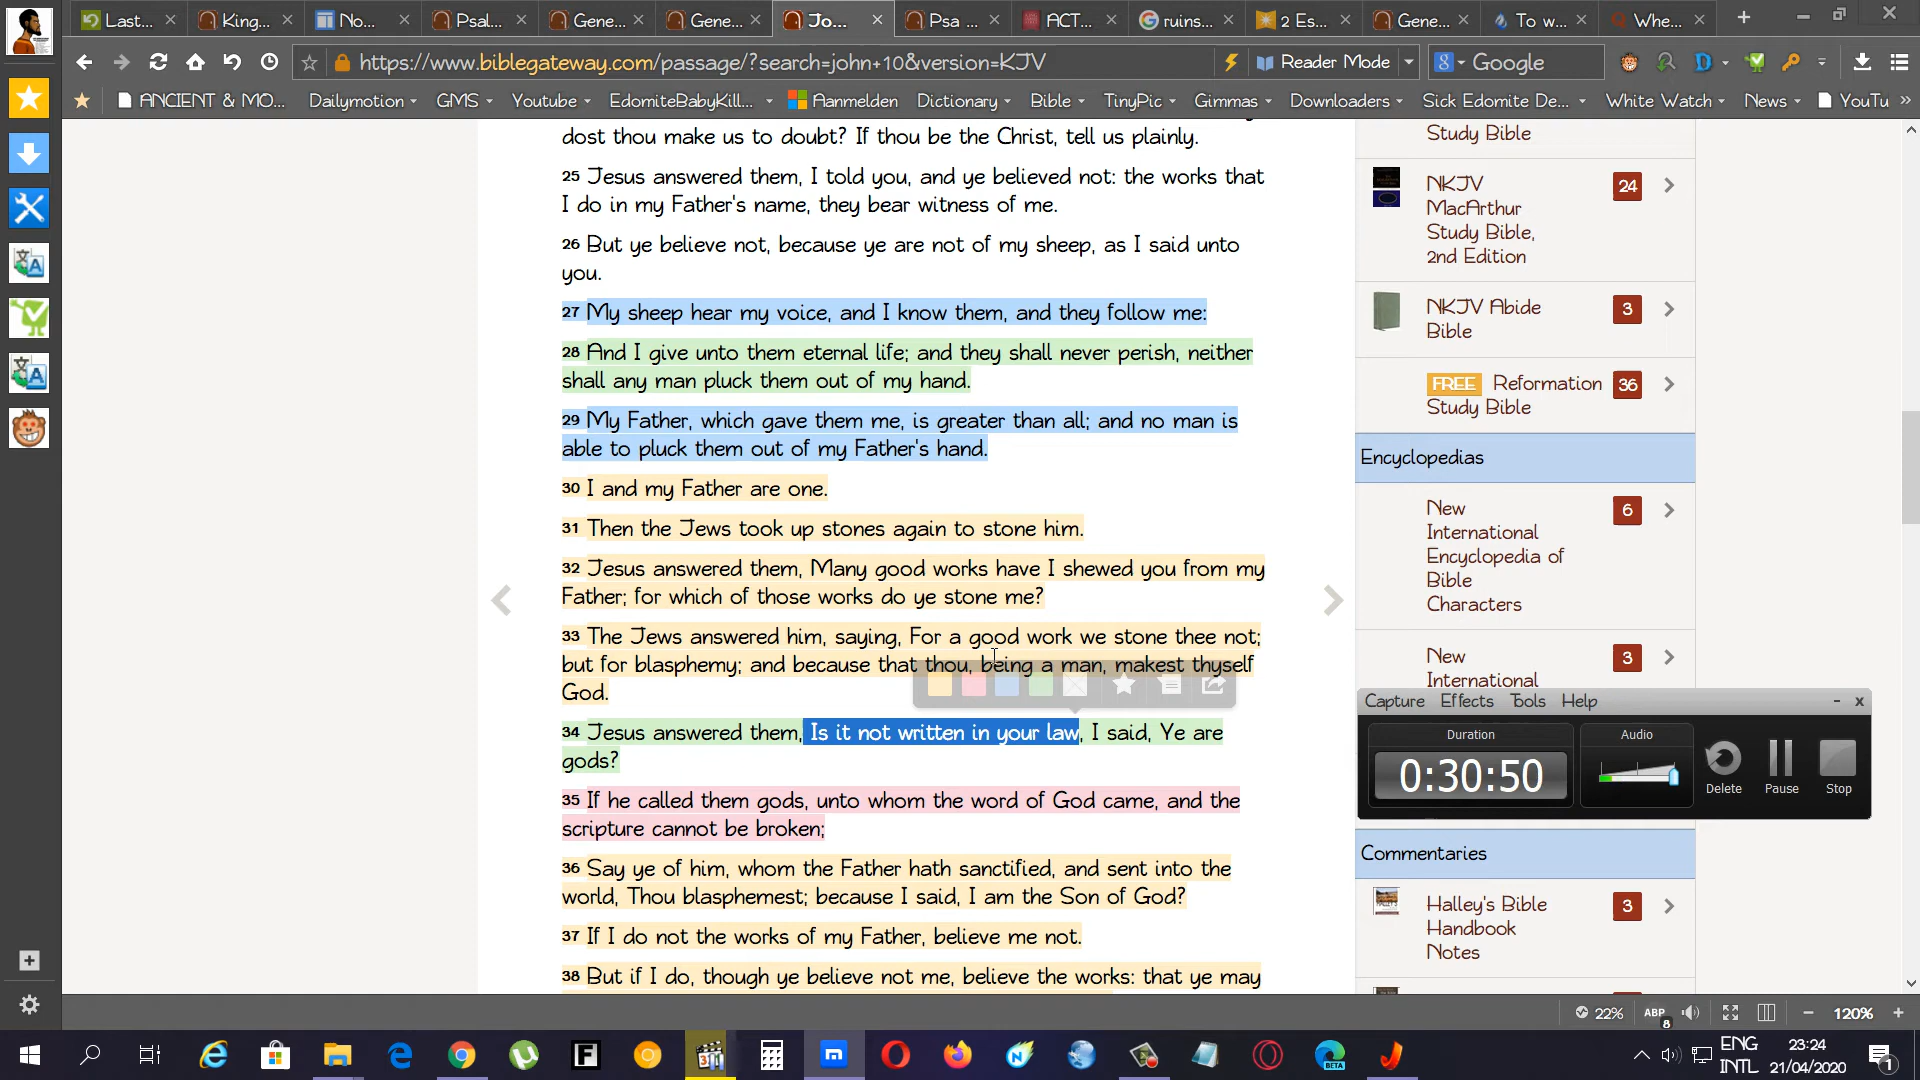 Last...
King...
No...
Psal...
Gene...
Gene...
Jo...
Psa
ACT...
ruins...
2 Es...
Gene...
To w...
Whe...
https://www.biblegateway.com/passage/?search=john+10&version=KJV
Reader Mode
Google
ANCIENT & MO...
Dailymotion
GMS
Youtube
EdomiteBabyKill...
Aanmelden
Dictionary
Bible
TinyPic
Gimmas
Downloaders
Sick Edomite De...
White Watch
News
YouTu
dost thou make us to doubt? If thou be the Christ, tell us plainly.
25 Jesus answered them, I told you, and ye believed not: the works that
I do in my Father's name, they bear witness of me.
26 But ye believe not, because ye are not of my sheep, as I said unto
you.
27 My sheep hear my voice, and I know them, and they follow me:
28 And I give unto them eternal life; and they shall never perish, neither
shall any man pluck them out of my hand.
29 My Father, which gave them me, is greater than all; and no man is
able to pluck them out of my Father's hand.
30 I and my Father are one.
31 Then the Jews took up stones again to stone him.
32 Jesus answered them, Many good works have I shewed you from my
Father; for which of those works do ye stone me?
33 The Jews answered him, saying, For a good work we stone thee not;
but for blasphemy; and because that thou, being a man, makest thyself
God.
34 Jesus answered them, Is it not written in your law, I said, Ye are
gods?
35 If he called them gods, unto whom the word of God came, and the
scripture cannot be broken;
36 Say ye of him, whom the Father hath sanctified, and sent into the
world, Thou blasphemest; because I said, I am the Son of God?
37 If I do not the works of my Father, believe me not.
38 But if I do, though ye believe not me, believe the works: that ye may
Study Bible
NKJV
MacArthur
Study Bible,
2nd Edition
24
NKJV Abide
Bible
3
FREE Reformation
Study Bible
36
Encyclopedias
New
International
Encyclopedia of
Bible
Characters
6
New
International
3
Capture Effects Tools Help
Duration
0:30:50
Audio
Delete Pause Stop
Commentaries
Halley's Bible
Handbook
Notes
3
22%
ABP
8
120%
ENG
INTL
23:24
21/04/2020
1
BETA